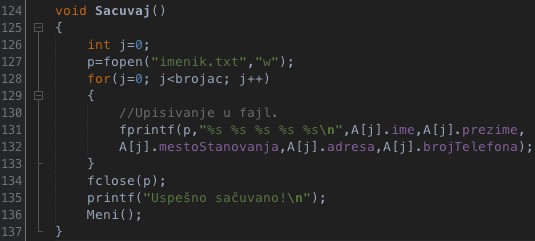 124 void Sacuvaj()
125 {
126     int j=0;
127     p=fopen("imenik.txt","w");
128     for(j=0; j<brojac; j++)
129     {
130         //Upisivanje u fajl.
131         fprintf(p,"%s %s %s %s %s\n",A[j].ime,A[j].prezime,
132         A[j].mestoStanovanja,A[j].adresa,A[j].brojTelefona);
133     }
134     fclose(p);
135     printf("Uspešno sačuvano!\n");
136     Meni();
137 }